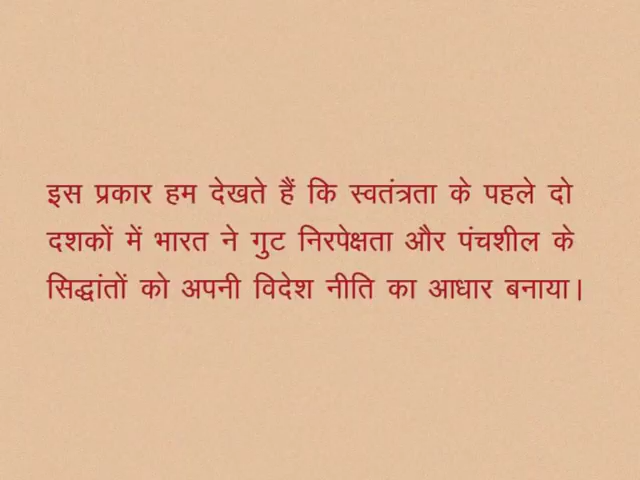 इस प्रकार हम देखते हैं कि स्वतंत्रता के पहले दो
दशकों में भारत ने गुट निरपेक्षता और पंचशील के
सिद्धांतों को अपनी विदेश नीति का आधार बनाया।